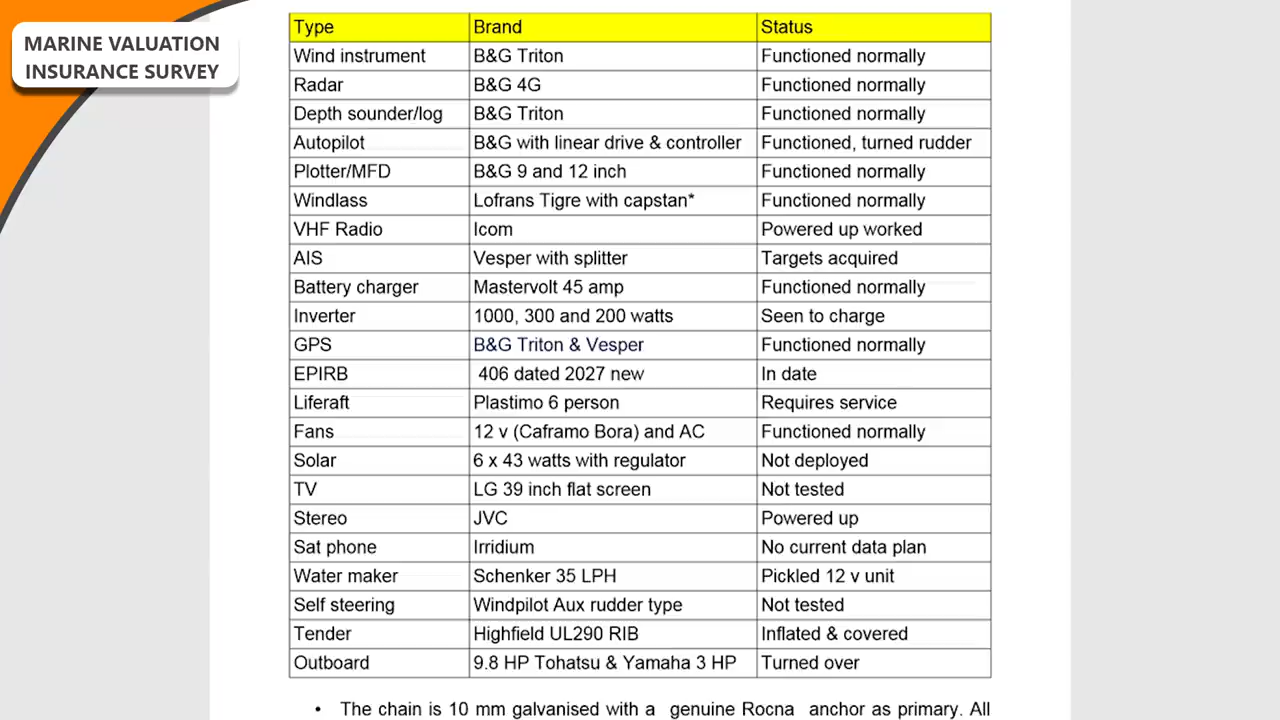 MARINE VALUATION
INSURANCE SURVEY
Type Brand Status
Wind instrument B&G Triton Functioned normally
Radar B&G 4G Functioned normally
Depth sounder/log B&G Triton Functioned normally
Autopilot B&G with linear drive & controller Functioned, turned rudder
Plotter/MFD B&G 9 and 12 inch Functioned normally
Windlass Lofrans Tigre with capstan* Functioned normally
VHF Radio Icom Powered up worked
AIS Vesper with splitter Targets acquired
Battery charger Mastervolt 45 amp Functioned normally
Inverter 1000, 300 and 200 watts Seen to charge
GPS B&G Triton & Vesper Functioned normally
EPIRB 406 dated 2027 new In date
Liferaft Plastimo 6 person Requires service
Fans 12 v (Caframo Bora) and AC Functioned normally
Solar 6 x 43 watts with regulator Not deployed
TV LG 39 inch flat screen Not tested
Stereo JVC Powered up
Sat phone Irridium No current data plan
Water maker Schenker 35 LPH Pickled 12 v unit
Self steering Windpilot Aux rudder type Not tested
Tender Highfield UL290 RIB Inflated & covered
Outboard 9.8 HP Tohatsu & Yamaha 3 HP Turned over
• The chain is 10 mm galvanised with a genuine Rocna anchor as primary. All